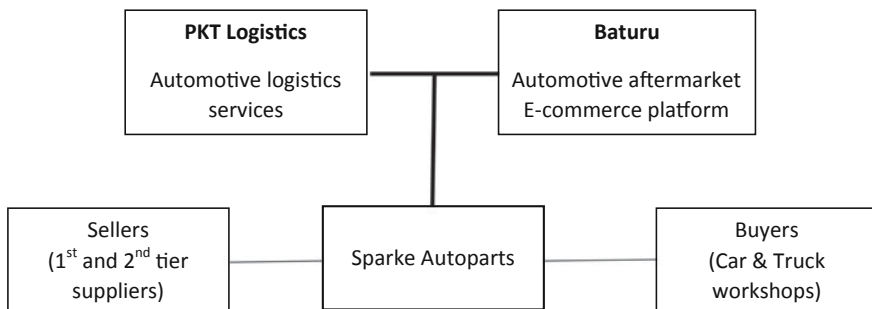 PKT Logistics
Automotive logistics
services
Baturu
Automotive aftermarket
E-commerce platform
Sellers
(1st and 2nd tier
suppliers)
Sparke Autoparts
Buyers
(Car & Truck
workshops)